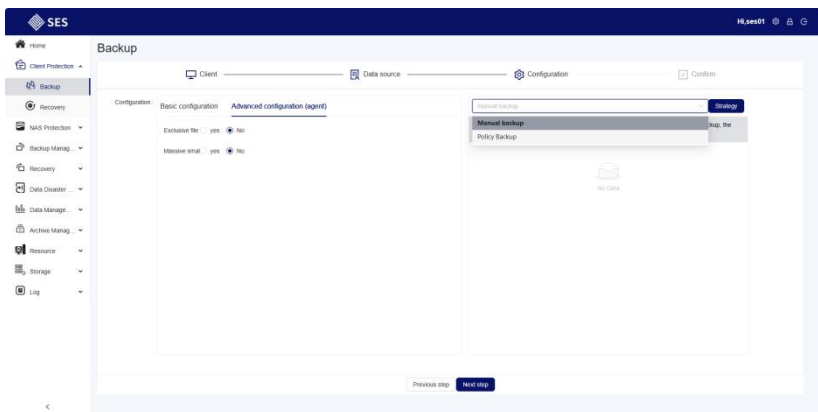 SES
Hi,ses01
Home
Client Protection
Backup
Recovery
NAS Protection
Backup Manag...
Recovery
Data Disaster ...
Data Manage...
Archive Manag...
Resource
Storage
Log
Backup
Client
Data source
Configuration
Confirm
Configuration
Basic configuration
Advanced configuration (agent)
Exclusive file yes No
Massive smal yes No
Manual backup
Strategy
Manual backup
Policy Backup
kup, the
No Data
Previous step
Next step